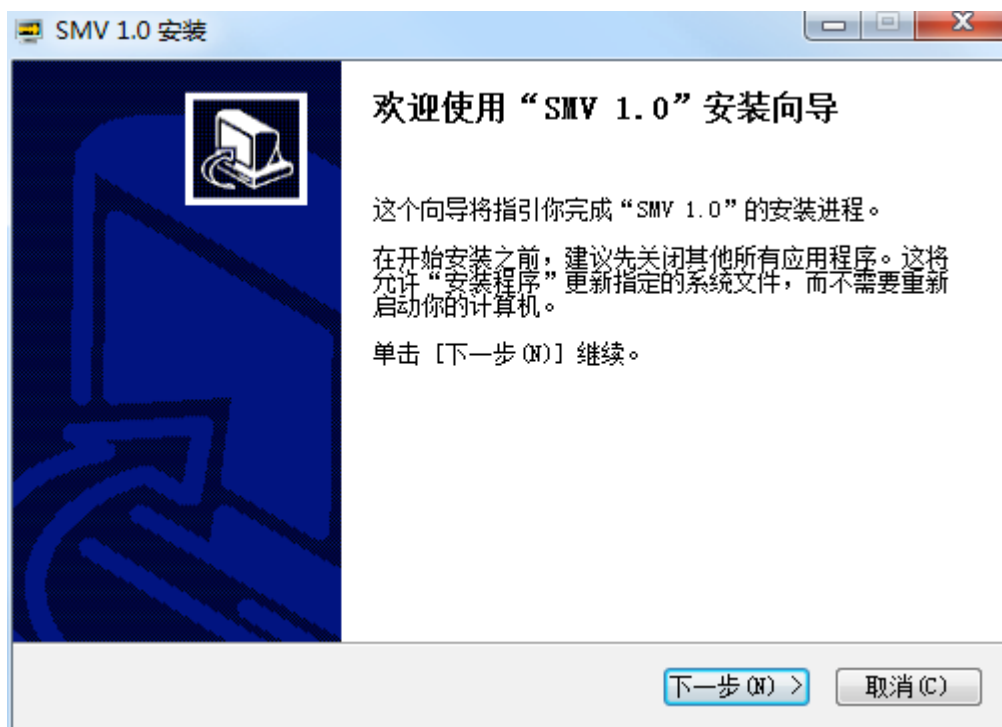 SMV 1.0 安装
欢迎使用“SMV 1.0”安装向导
这个向导将指引你完成“SMV 1.0”的安装进程。
在开始安装之前，建议先关闭其他所有应用程序。这将
允许“安装程序”更新指定的系统文件，而不需要重新
启动你的计算机。
单击 [下一步(N)] 继续。
下一步(N) >
取消(C)